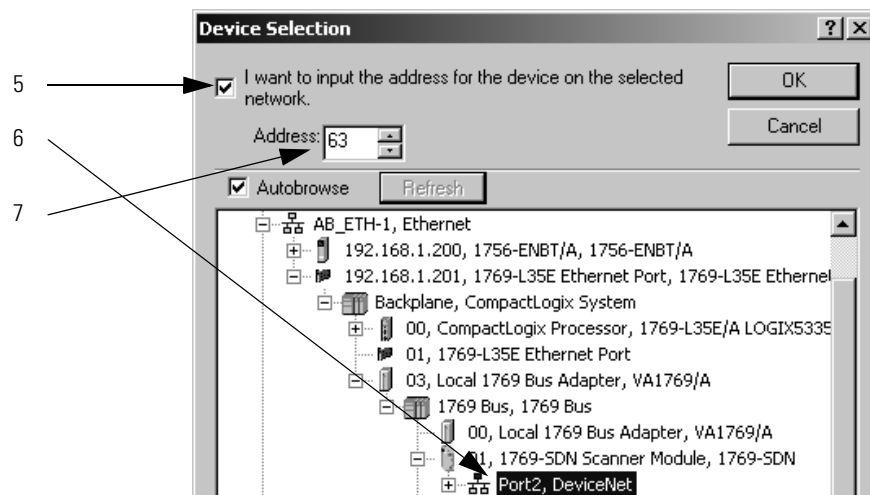 Device Selection
? ×
5
I want to input the address for the device on the selected
network.
OK
Cancel
6
Address: 63
7
Autobrowse
Refresh
AB_ETH-1, Ethernet
192.168.1.200, 1756-ENBT/A, 1756-ENBT/A
192.168.1.201, 1769-L35E Ethernet Port, 1769-L35E Ethernet
Backplane, CompactLogix System
00, CompactLogix Processor, 1769-L35E/A LOGIX5335
01, 1769-L35E Ethernet Port
03, Local 1769 Bus Adapter, VA1769/A
1769 Bus, 1769 Bus
00, Local 1769 Bus Adapter, VA1769/A
01, 1769-SDN Scanner Module, 1769-SDN
Port2, DeviceNet